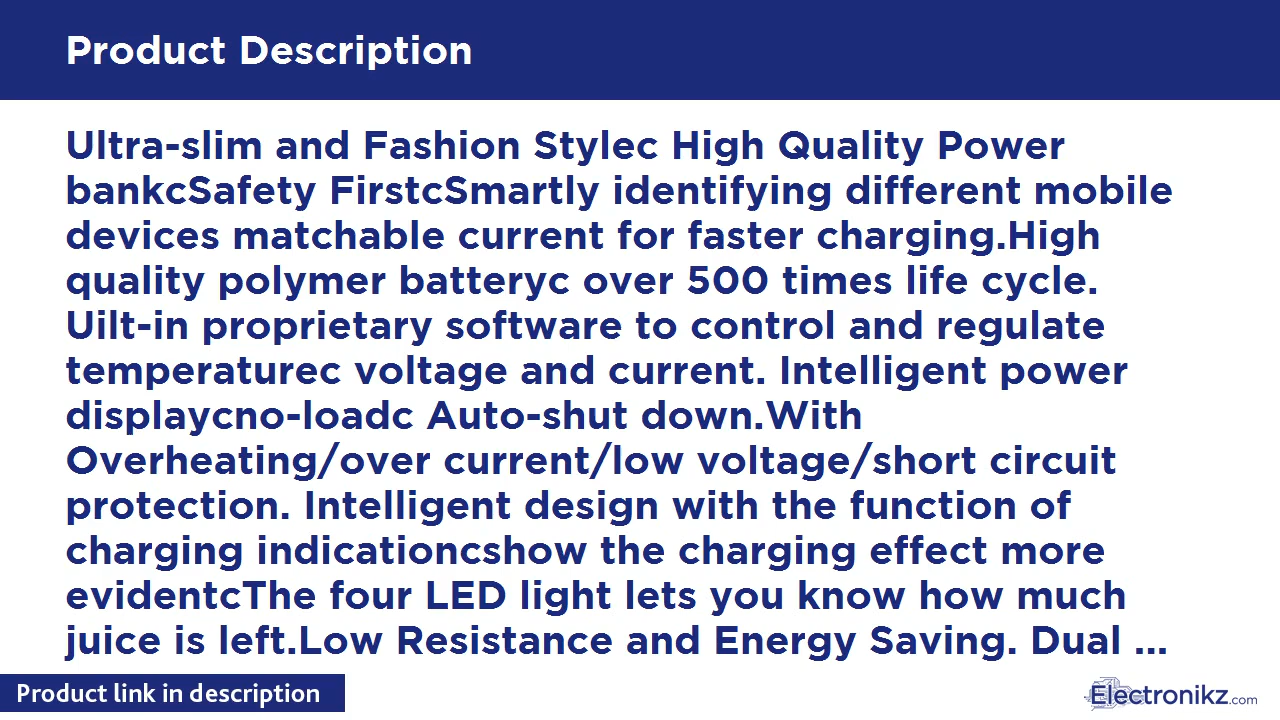 Product Description
Ultra-slim and Fashion Stylec High Quality Power
bankcSafety FirstcSmartly identifying different mobile
devices matchable current for faster charging.High
quality polymer batteryc over 500 times life cycle.
Uilt-in proprietary software to control and regulate
temperaturec voltage and current. Intelligent power
displaycno-loadc Auto-shut down.With
Overheating/over current/low voltage/short circuit
protection. Intelligent design with the function of
charging indicationcshow the charging effect more
evidentcThe four LED light lets you know how much
juice is left.Low Resistance and Energy Saving. Dual ...
Product link in description
Electronikz.com